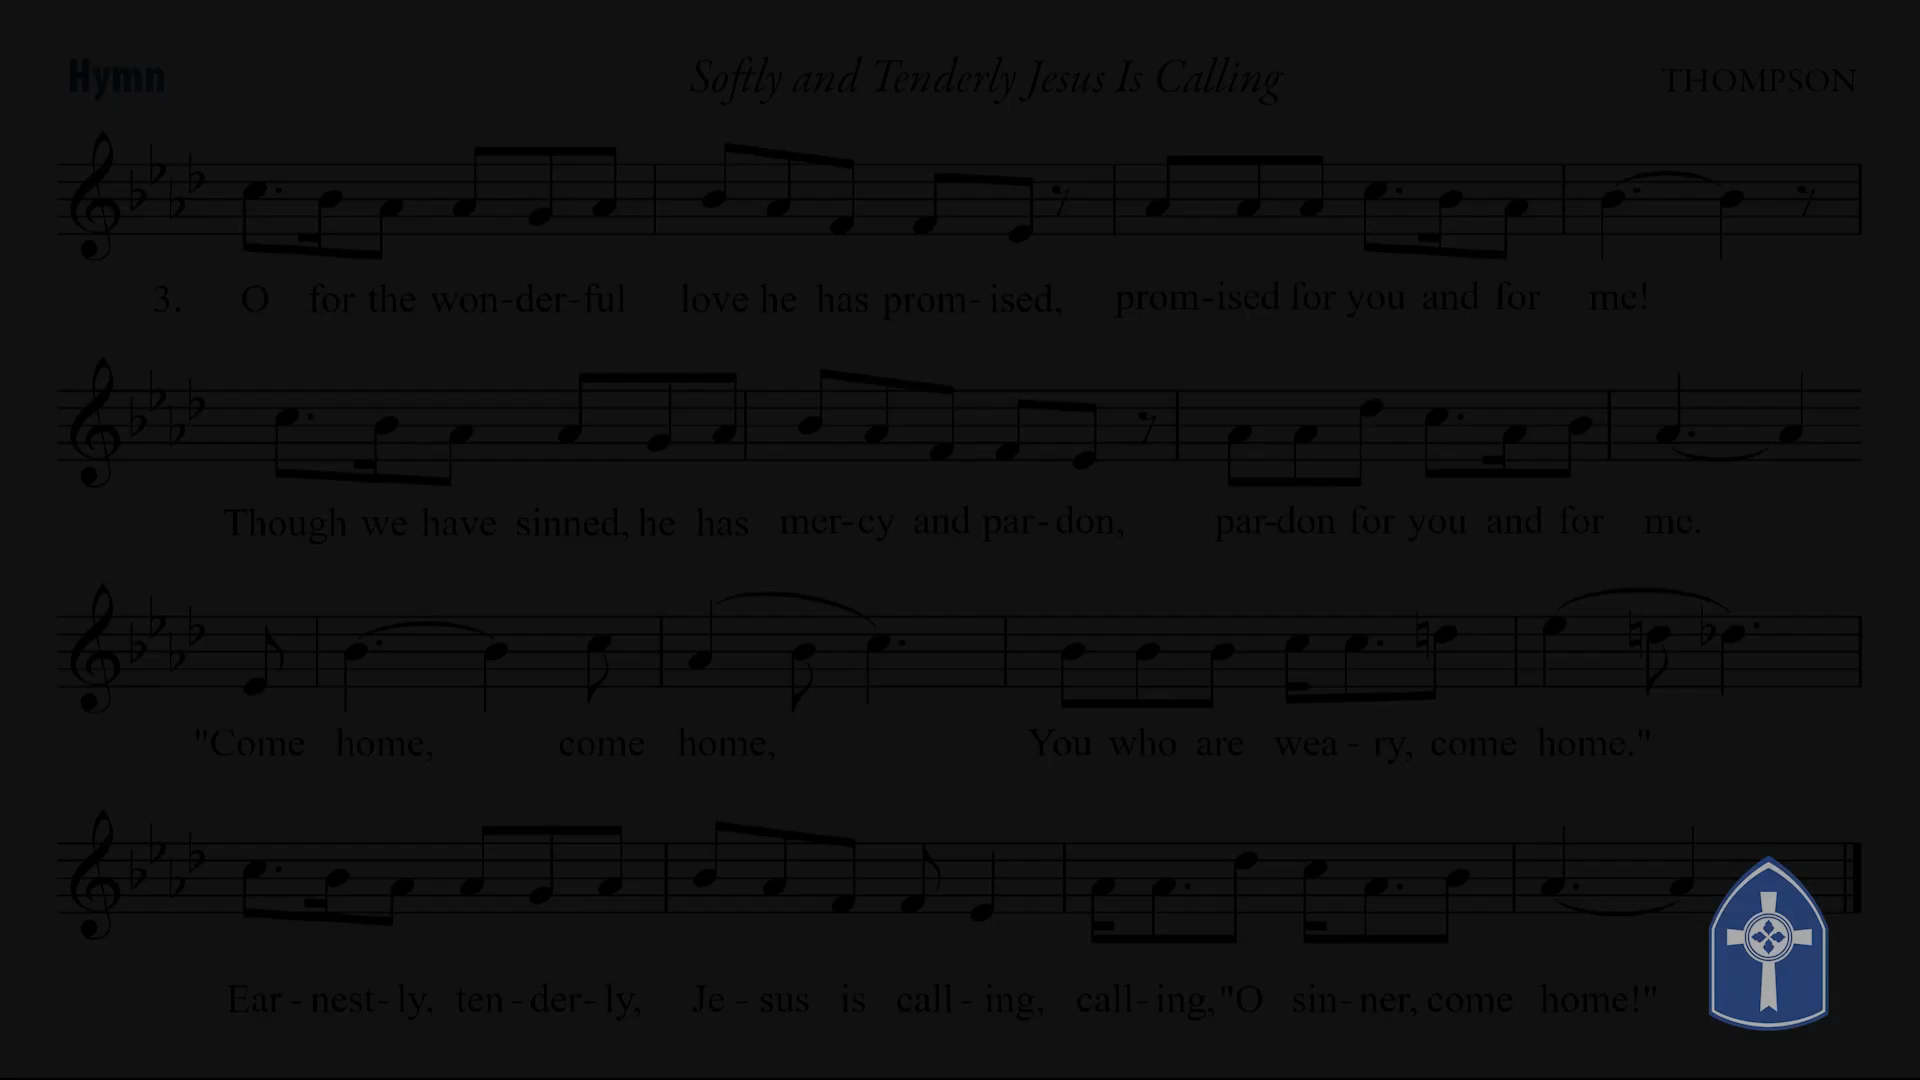 Hymn Softly and Tenderly Jesus Is Calling THOMPSON
3. O for the won-der-ful love he has prom-ised, prom-ised for you and for me!
Though we have sinned, he has mer-cy and par-don, par-don for you and for me.
"Come home, come home, You who are wea-ry, come home."
Ear-nest-ly, ten-der-ly, Je-sus is call-ing, call-ing, "O sin-ner, come home!"